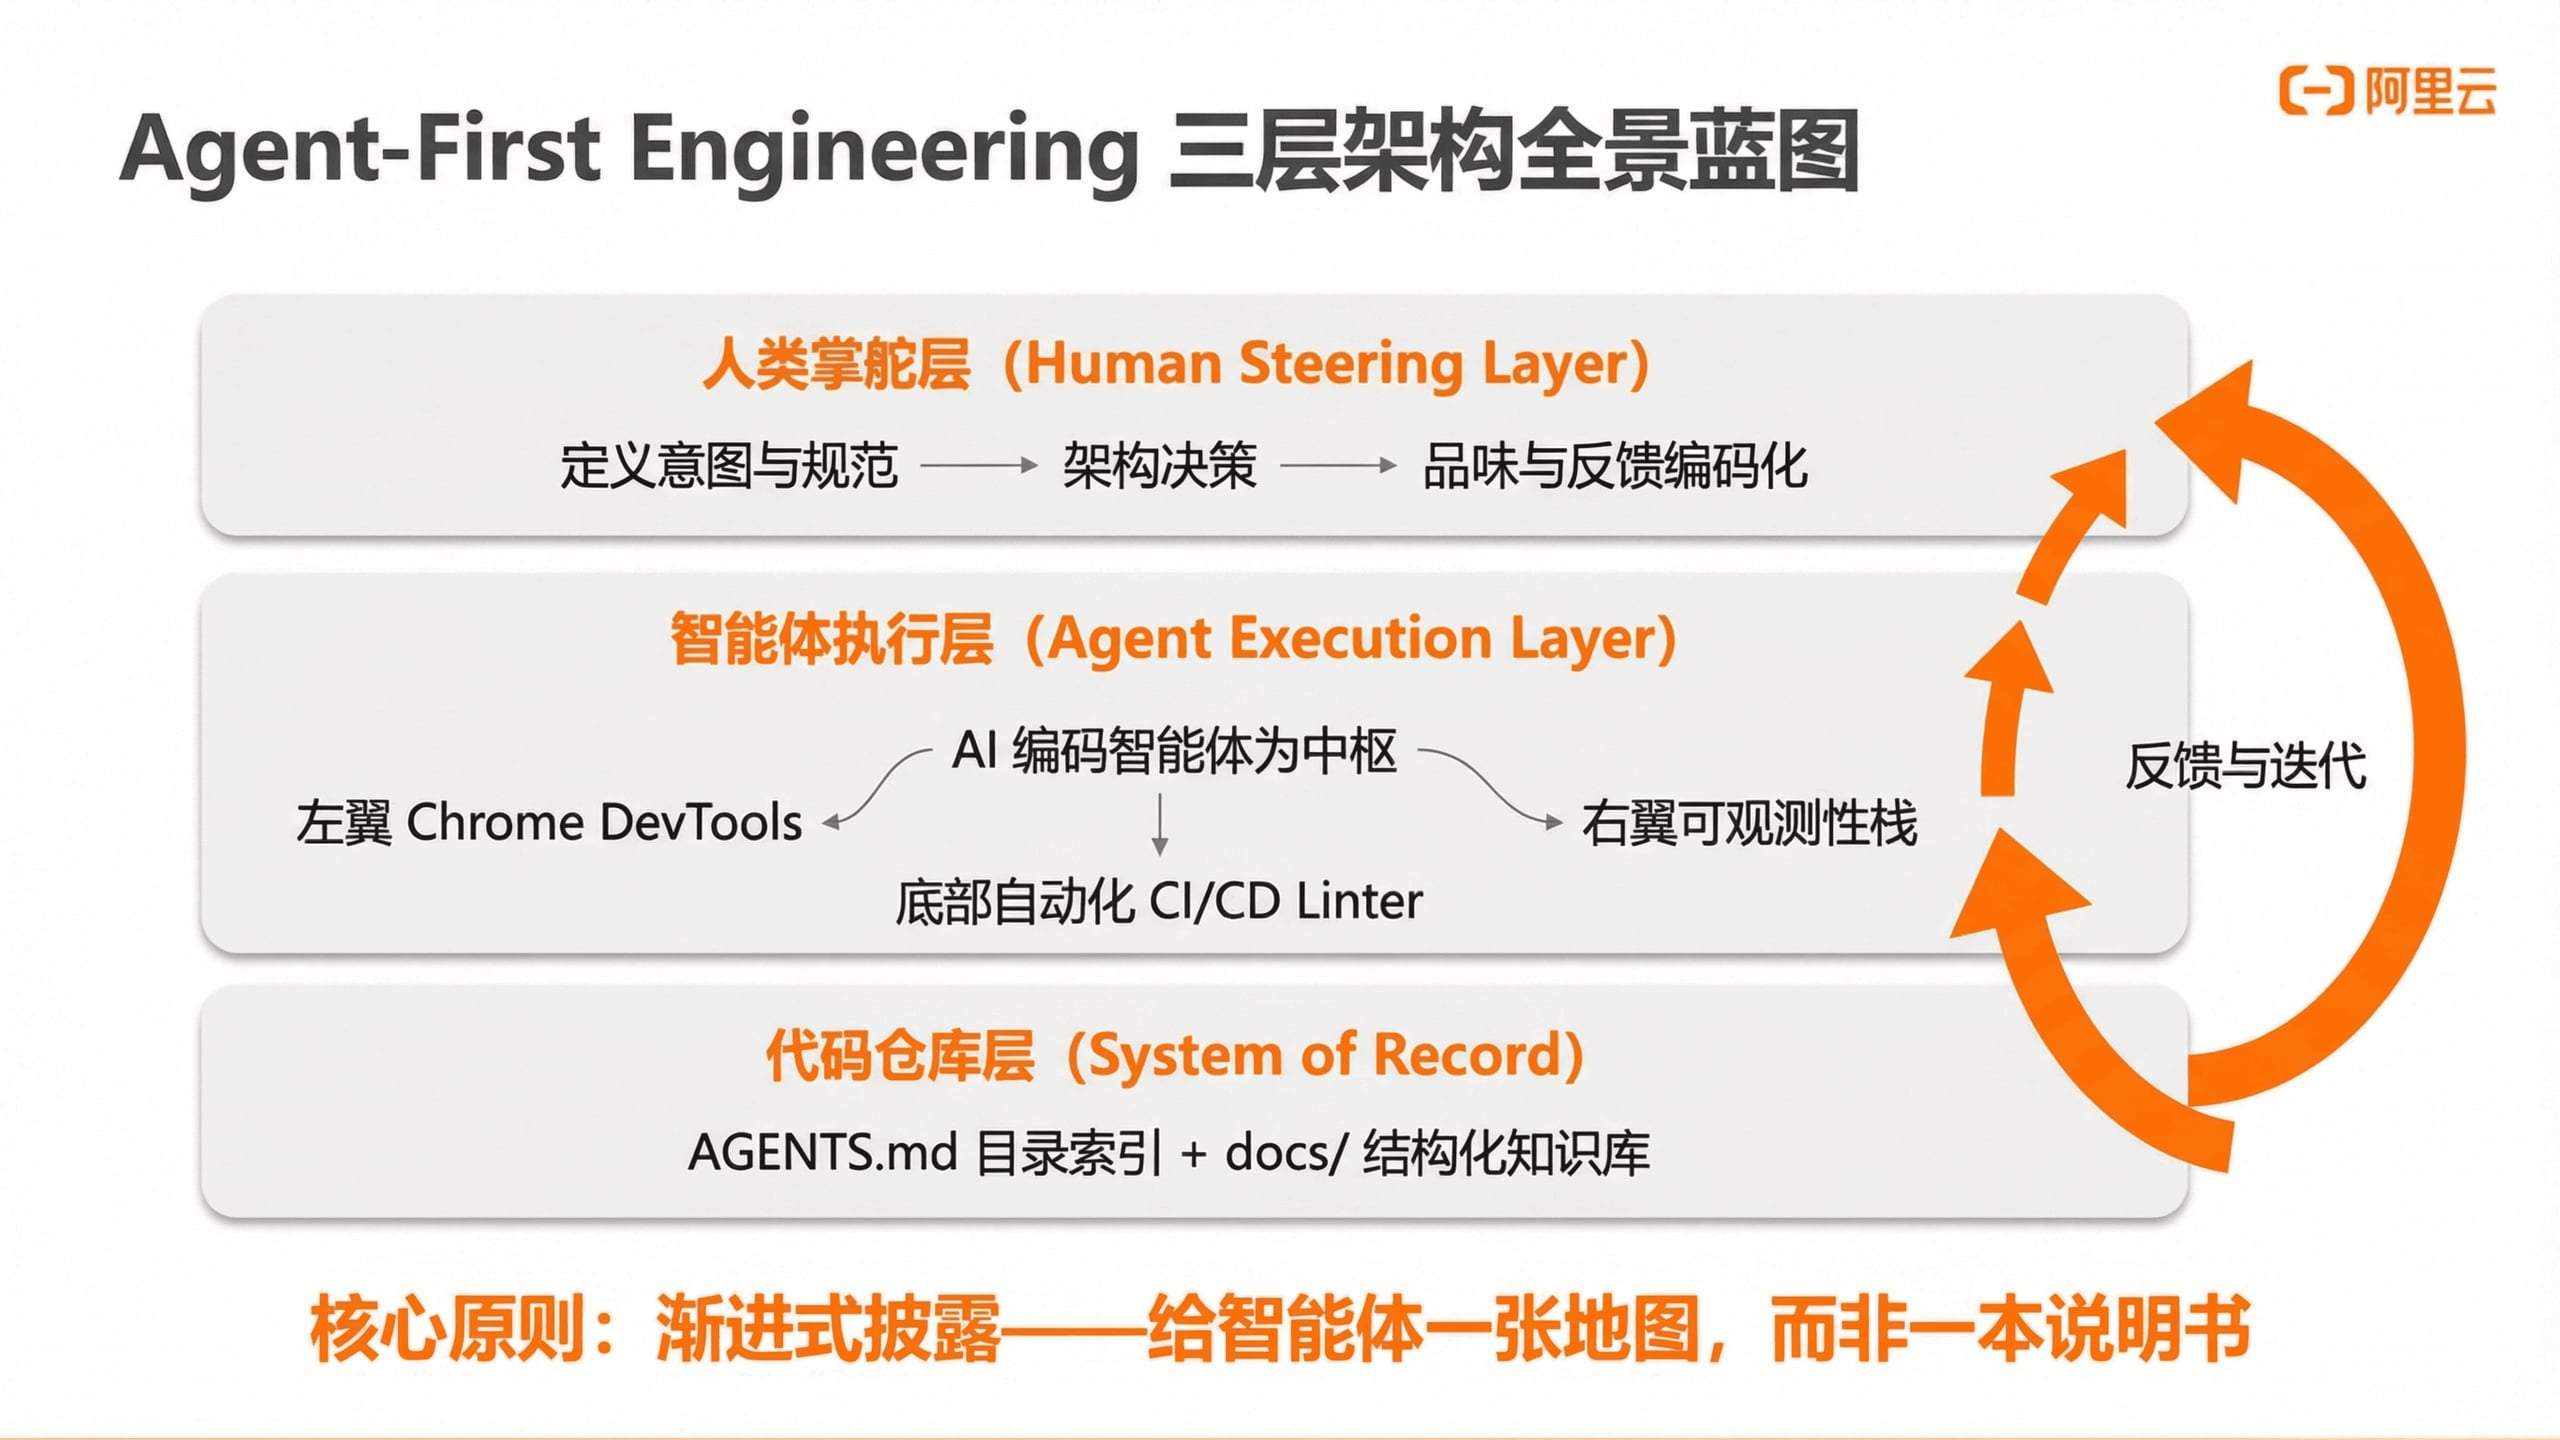 阿里云
Agent-First Engineering 三层架构全景蓝图
人类掌舵层（Human Steering Layer）
定义意图与规范 架构决策 品味与反馈编码化
智能体执行层（Agent Execution Layer）
AI 编码智能体为中枢
左翼 Chrome DevTools
右翼可观测性栈
底部自动化 CI/CD Linter
反馈与迭代
代码仓库层（System of Record）
AGENTS.md 目录索引 + docs/ 结构化知识库
核心原则：渐进式披露——给智能体一张地图，而非一本说明书